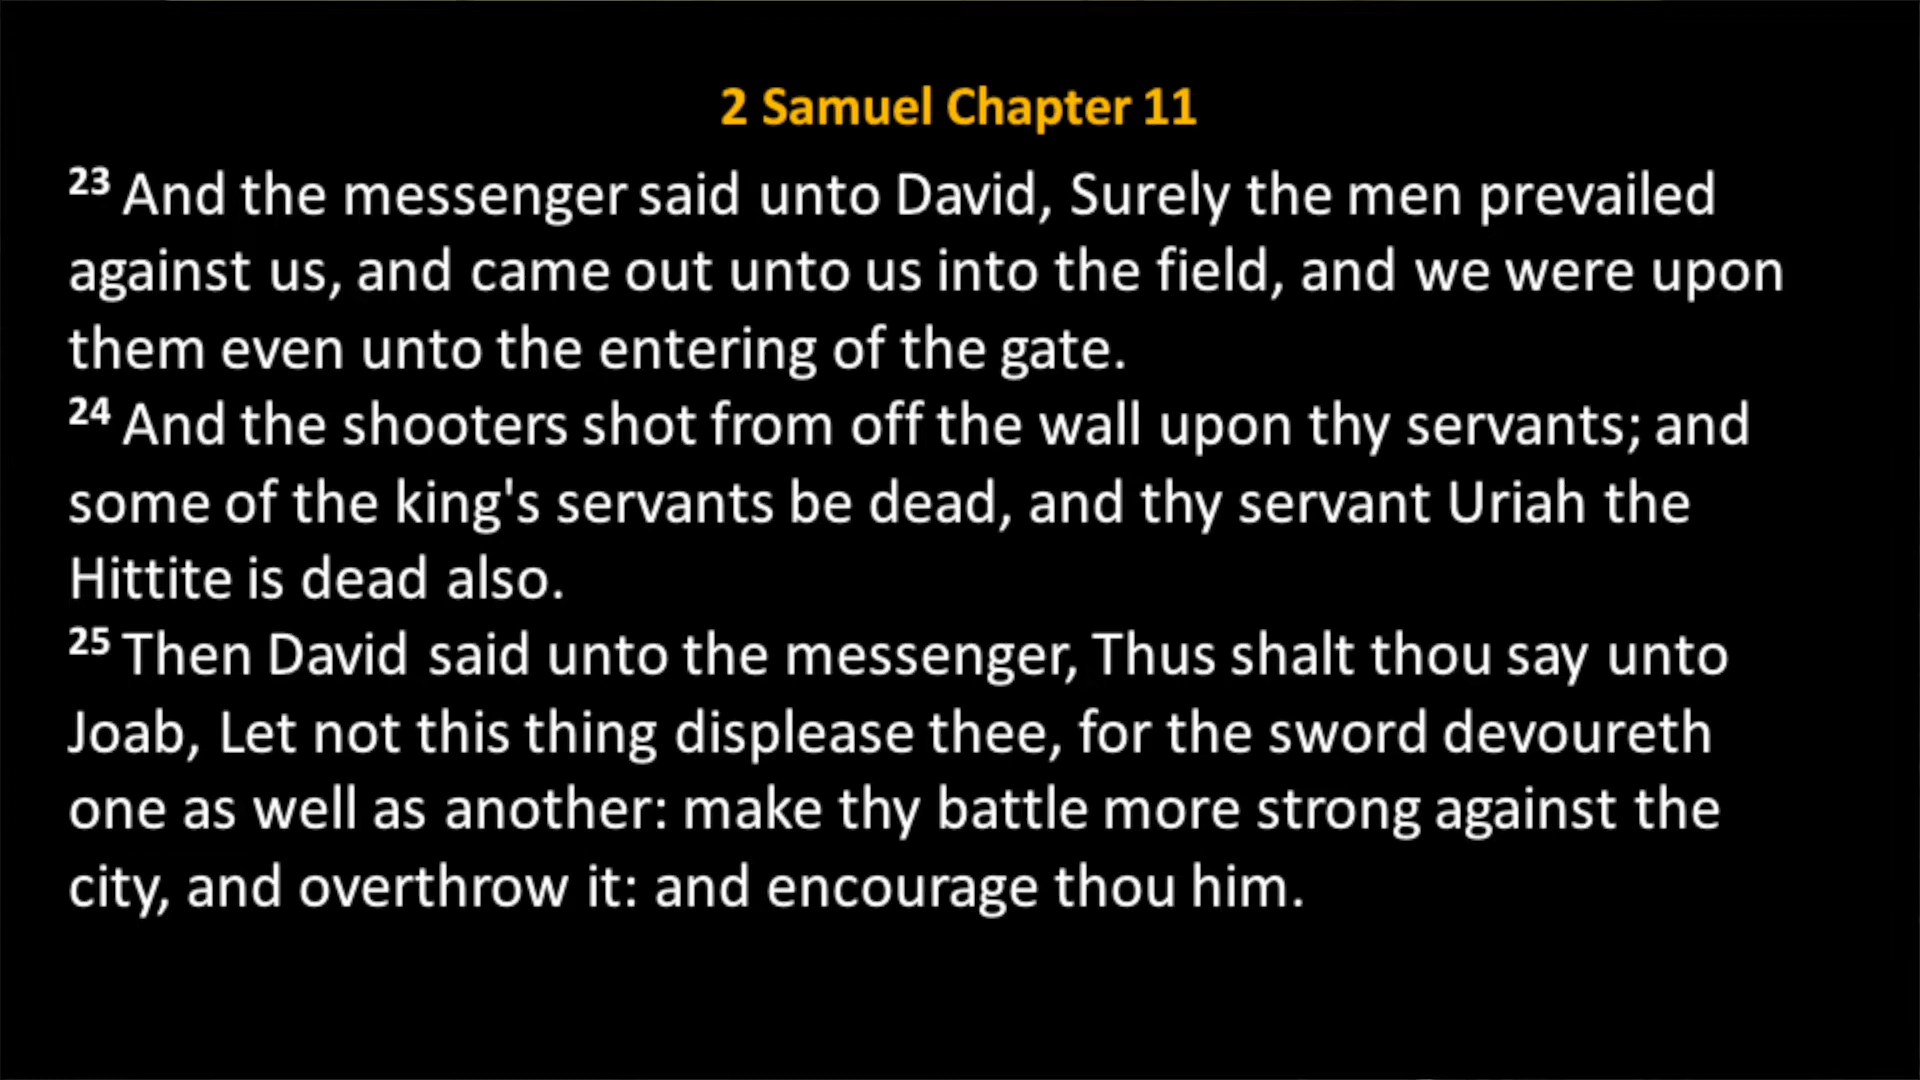 2 Samuel Chapter 11
23 And the messenger said unto David, Surely the men prevailed
against us, and came out unto us into the field, and we were upon
them even unto the entering of the gate.
24 And the shooters shot from off the wall upon thy servants; and
some of the king's servants be dead, and thy servant Uriah the
Hittite is dead also.
25 Then David said unto the messenger, Thus shalt thou say unto
Joab, Let not this thing displease thee, for the sword devoureth
one as well as another: make thy battle more strong against the
city, and overthrow it: and encourage thou him.